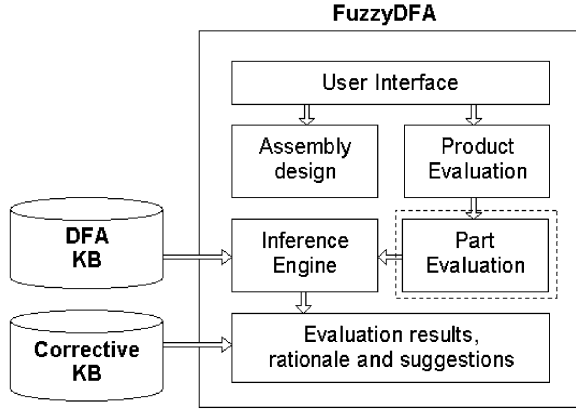 FuzzyDFA
User Interface
Assembly
design
Product
Evaluation
DFA
KB
Inference
Engine
Part
Evaluation
Corrective
KB
Evaluation results,
rationale and suggestions